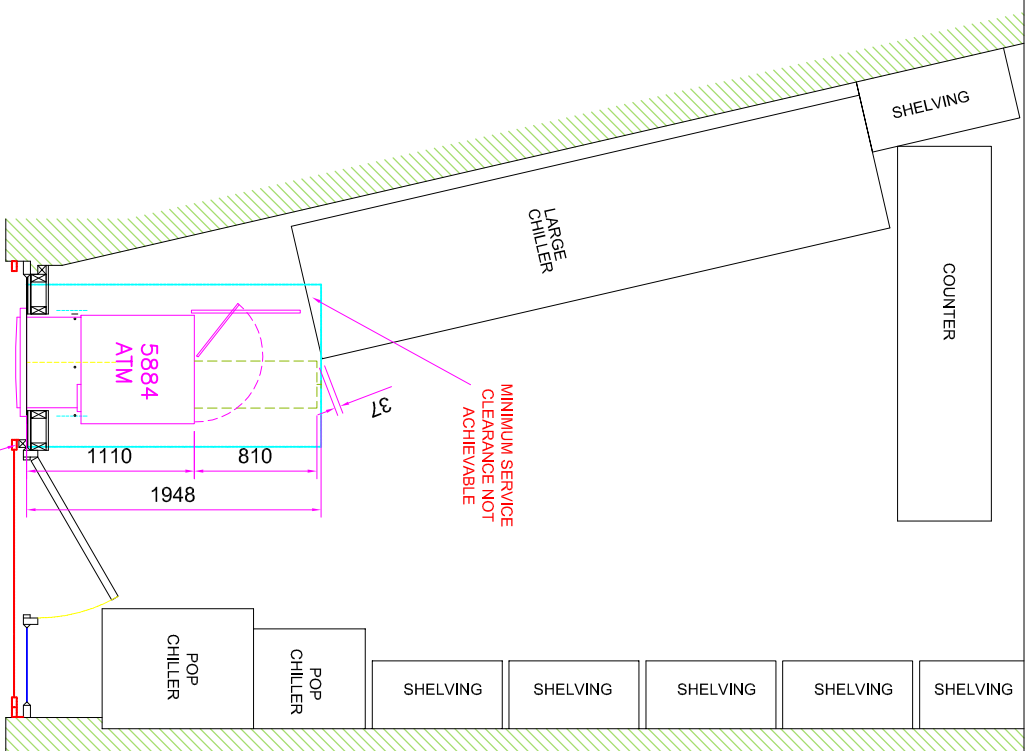 SHELVING
LARGE
CHILLER
COUNTER
5884
ATM
37
MINIMUM SERVICE
CLEARANCE NOT
ACHIEVABLE
1110
810
1948
POP
CHILLER
POP
CHILLER
SHELVING
SHELVING
SHELVING
SHELVING
SHELVING